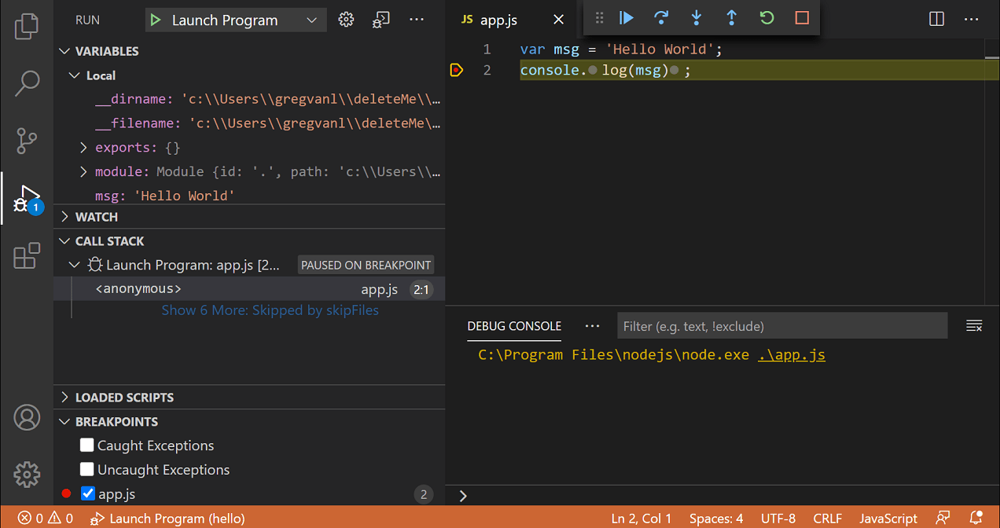 RUN
Launch Program
VARIABLES
Local
__dirname: 'c:\\Users\\gregvanl\\deleteMe\\…
__filename: 'c:\\Users\\gregvanl\\deleteMe\…
exports: {}
module: Module {id: '.', path: 'c:\\Users\\…
msg: 'Hello World'
WATCH
CALL STACK
Launch Program: app.js [2... PAUSED ON BREAKPOINT
<anonymous> app.js 2:1
Show 6 More: Skipped by skipFiles
LOADED SCRIPTS
BREAKPOINTS
Caught Exceptions
Uncaught Exceptions
app.js 2
1
JS app.js
1 var msg = 'Hello World';
2 console. log(msg) ;
DEBUG CONSOLE ··· Filter (e.g. text, !exclude)
C:\Program Files\nodejs\node.exe .\app.js
0 0 Launch Program (hello) Ln 2, Col 1 Spaces: 4 UTF-8 CRLF JavaScript